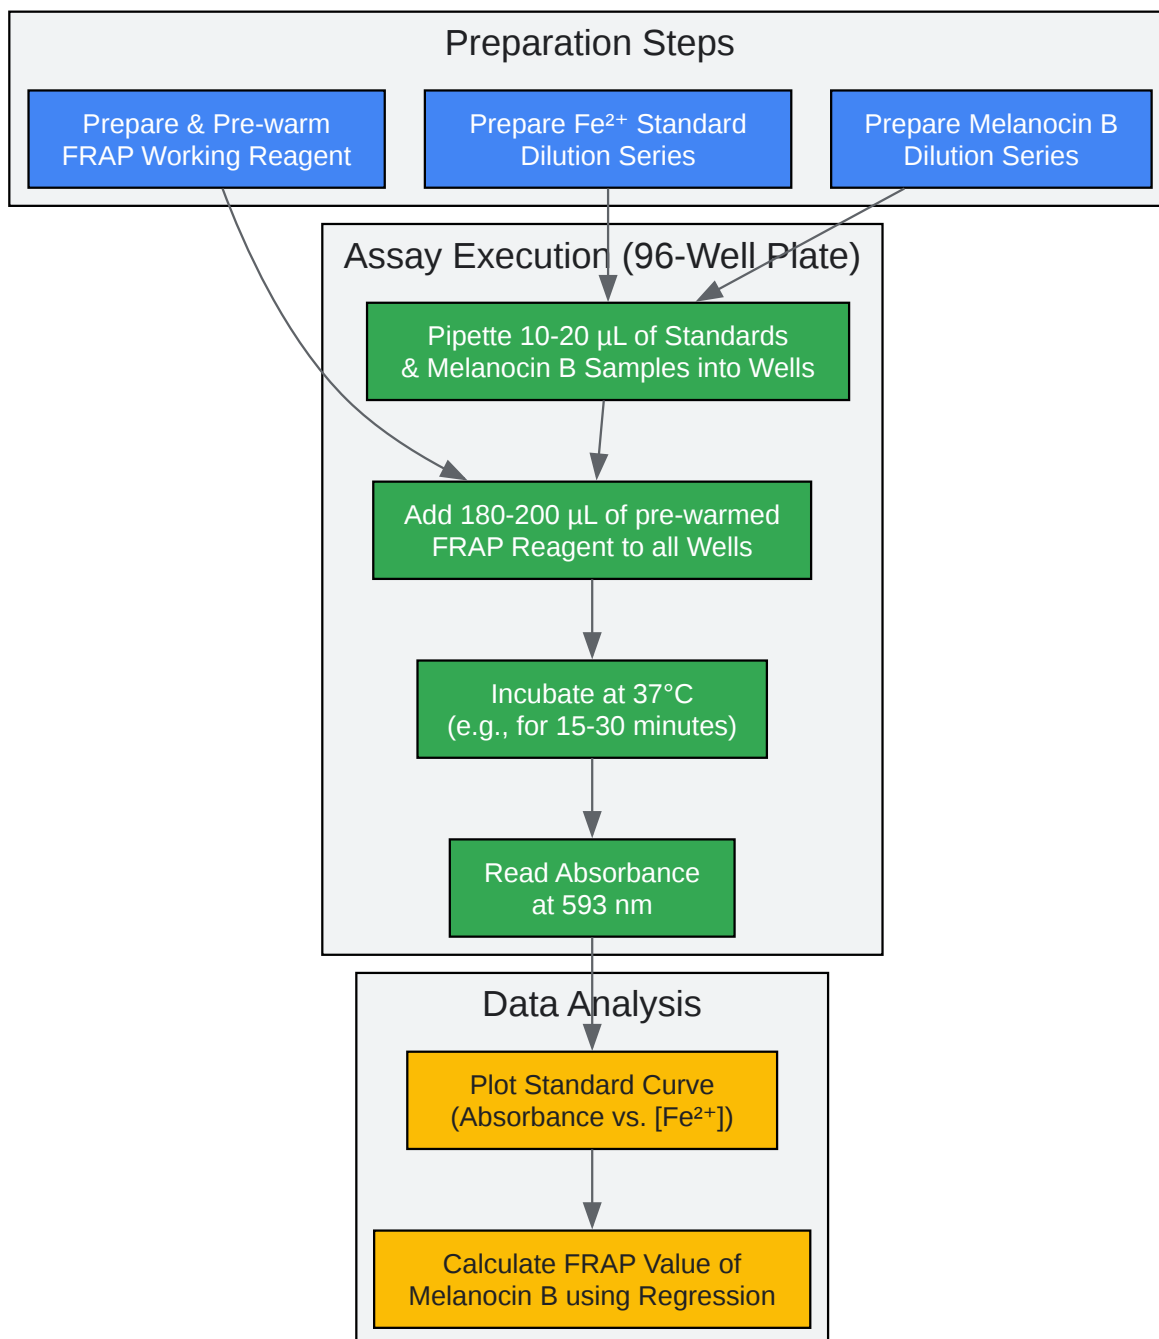 Preparation Steps
Prepare & Pre-warm
FRAP Working Reagent
Prepare Fe²⁺ Standard
Dilution Series
Prepare Melanocin B
Dilution Series
Assay Execution (96-Well Plate)
Pipette 10-20 µL of Standards
& Melanocin B Samples into Wells
Add 180-200 µL of pre-warmed
FRAP Reagent to all Wells
Incubate at 37°C
(e.g., for 15-30 minutes)
Read Absorbance
at 593 nm
Data Analysis
Plot Standard Curve
(Absorbance vs. [Fe²⁺])
Calculate FRAP Value of
Melanocin B using Regression